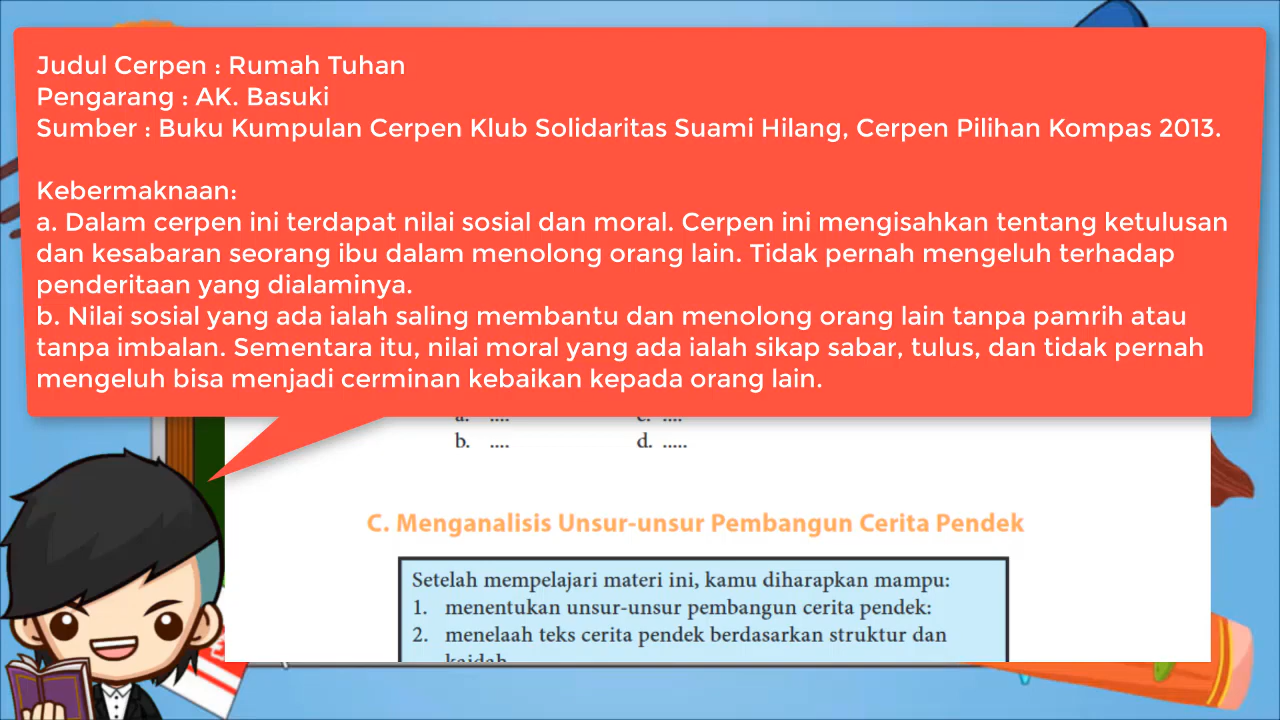 Judul Cerpen : Rumah Tuhan
Pengarang : AK. Basuki
Sumber : Buku Kumpulan Cerpen Klub Solidaritas Suami Hilang, Cerpen Pilihan Kompas 2013.
Kebermaknaan:
a. Dalam cerpen ini terdapat nilai sosial dan moral. Cerpen ini mengisahkan tentang ketulusan
dan kesabaran seorang ibu dalam menolong orang lain. Tidak pernah mengeluh terhadap
penderitaan yang dialaminya.
b. Nilai sosial yang ada ialah saling membantu dan menolong orang lain tanpa pamrih atau
tanpa imbalan. Sementara itu, nilai moral yang ada ialah sikap sabar, tulus, dan tidak pernah
mengeluh bisa menjadi cerminan kebaikan kepada orang lain.
a. .... c. ....
b. .... d. .....
C. Menganalisis Unsur-unsur Pembangun Cerita Pendek
Setelah mempelajari materi ini, kamu diharapkan mampu:
1. menentukan unsur-unsur pembangun cerita pendek:
2. menelaah teks cerita pendek berdasarkan struktur dan
kaidah